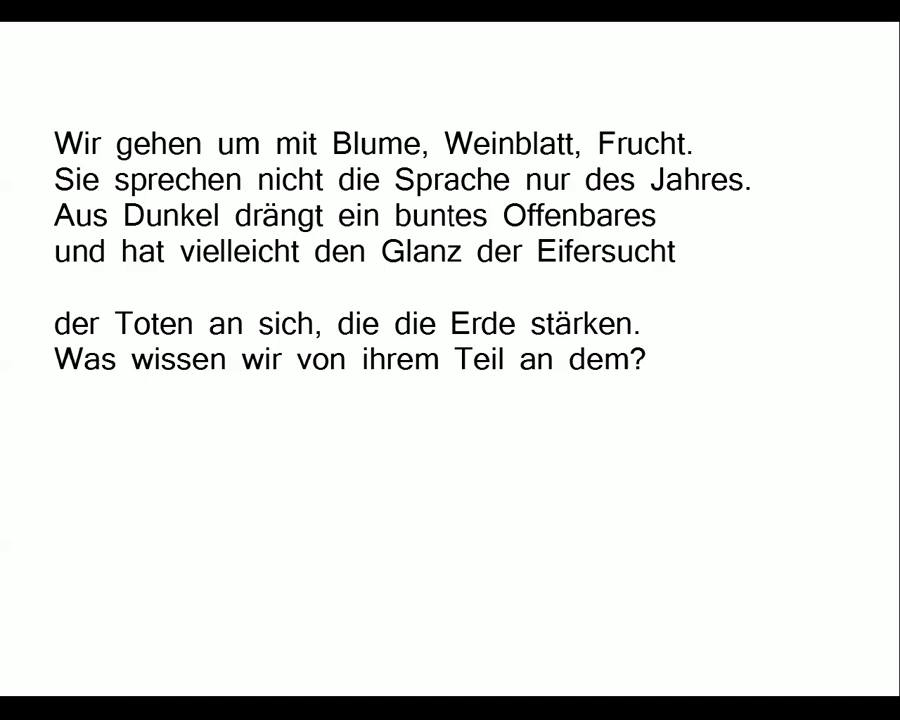 Wir gehen um mit Blume, Weinblatt, Frucht.
Sie sprechen nicht die Sprache nur des Jahres.
Aus Dunkel drängt ein buntes Offenbares
und hat vielleicht den Glanz der Eifersucht
der Toten an sich, die die Erde stärken.
Was wissen wir von ihrem Teil an dem?